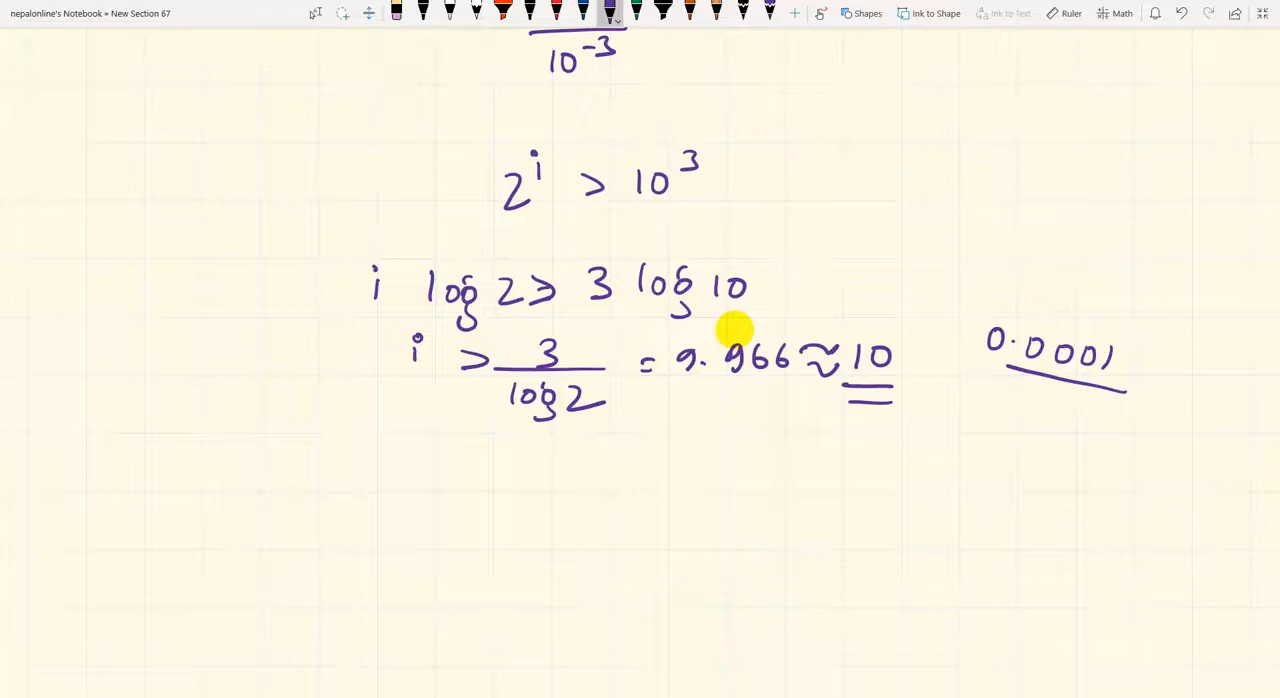 nepalonline's Notebook » New Section 67
Shapes Ink to Shape Ink to Text Ruler Math
10⁻³
2ⁱ > 10³
i log 2 ⩾ 3 log 10
i > 3/log 2 = 9.966 ≈ 10 0.0001